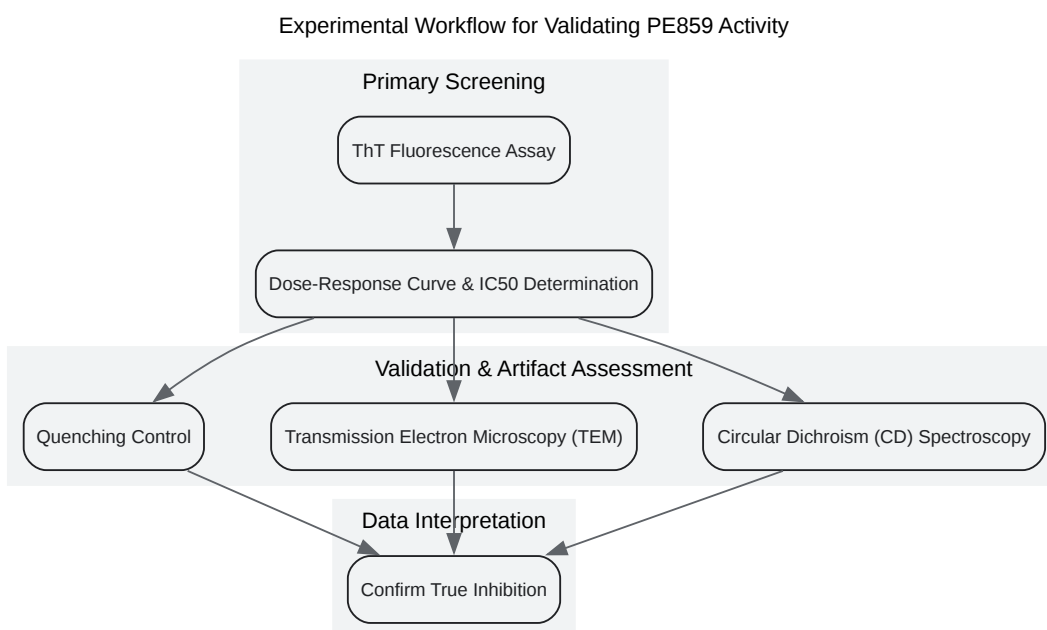 Experimental Workflow for Validating PE859 Activity
Primary Screening
ThT Fluorescence Assay
Dose-Response Curve & IC50 Determination
Validation & Artifact Assessment
Quenching Control
Transmission Electron Microscopy (TEM)
Circular Dichroism (CD) Spectroscopy
Data Interpretation
Confirm True Inhibition